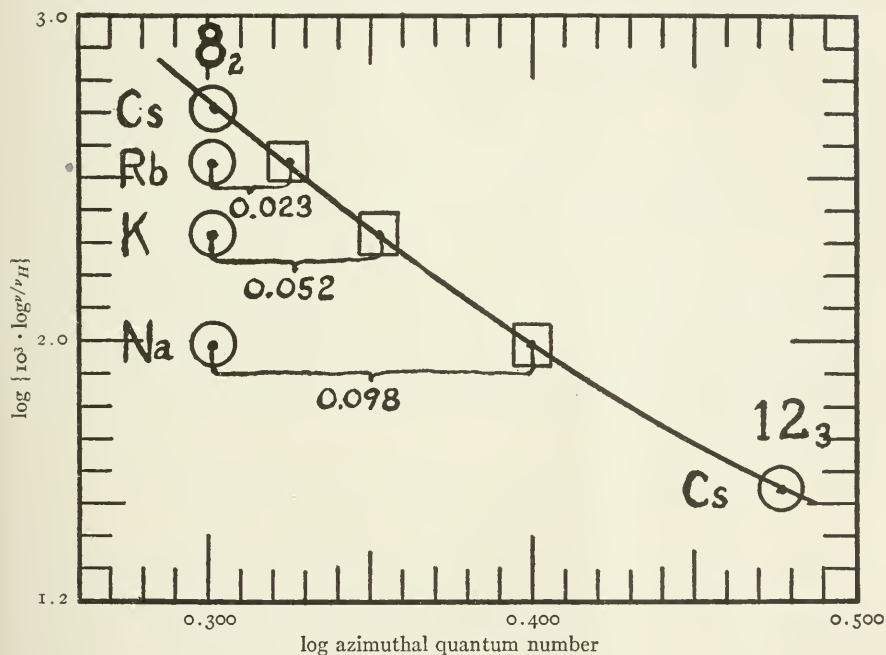 3.0
8₂
Cs
Rb
0.023
K
0.052
log {10³ · log ν/ν_H}
2.0
Na
0.098
12₃
Cs
1.2
0.300 0.400 0.500
log azimuthal quantum number